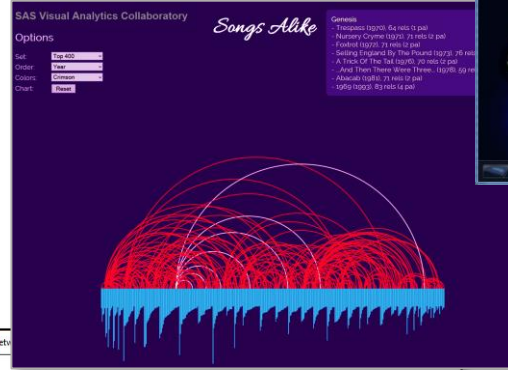 SAS Visual Analytics Collaboratory
Songs Alike
Options
Set: Top 400
Order: Year
Colors: Crimson
Chart: Reset
Genesis
- Trespass (1970), 64 rels (1 pa)
- Nursery Cryme (1971), 71 rels (2 pa)
- Foxtrot (1972), 71 rels (2 pa)
- Selling England By The Pound (1973), 76 rels
- A Trick Of The Tail (1976), 70 rels (2 pa)
- ...And Then There Were Three... (1978), 59 rel
- Abacab (1981), 71 rels (2 pa)
- 1969 (1993), 83 rels (4 pa)